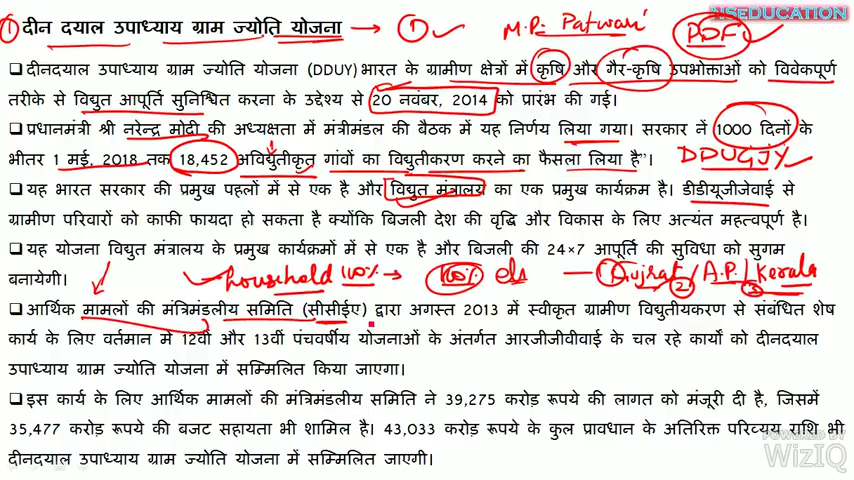 ① दीन दयाल उपाध्याय ग्राम ज्योति योजना → ① M.P. Patwari PDF NSEDUCATION
❑दीनदयाल उपाध्याय ग्राम ज्योति योजना (DDUY) भारत के ग्रामीण क्षेत्रों में कृषि और गैर-कृषि उपभोक्ताओं को विवेकपूर्ण
तरीके से विद्युत आपूर्ति सुनिश्चित करना के उद्देश्य से 20 नवंबर, 2014 को प्रारंभ की गई।
❑प्रधानमंत्री श्री नरेन्द्र मोदी की अध्यक्षता में मंत्रीमंडल की बैठक में यह निर्णय लिया गया। सरकार ने 1000 दिनों के
भीतर 1 मई, 2018 तक 18,452 अविद्युतीकृत गांवों का विद्युतीकरण करने का फैसला लिया है"। DDUGJY
❑यह भारत सरकार की प्रमुख पहलों में से एक है और विद्युत मंत्रालय का एक प्रमुख कार्यक्रम है। डीडीयूजीजेवाई से
ग्रामीण परिवारों को काफी फायदा हो सकता है क्योंकि बिजली देश की वृद्धि और विकास के लिए अत्यंत महत्वपूर्ण है।
❑यह योजना विद्युत मंत्रालय के प्रमुख कार्यक्रमों में से एक है और बिजली की 24×7 आपूर्ति की सुविधा को सुगम
बनायेगी। household 100% → 100% ele — ① Gujrat ② / A.P. / Kerala ③
❑आर्थिक मामलों की मंत्रिमंडलीय समिति (सीसीईए) द्वारा अगस्त 2013 में स्वीकृत ग्रामीण विद्युतीयकरण से संबंधित शेष
कार्य के लिए वर्तमान में 12वीं और 13वीं पंचवर्षीय योजनाओं के अंतर्गत आरजीजीवीवाई के चल रहे कार्यों को दीनदयाल
उपाध्याय ग्राम ज्योति योजना में सम्मिलित किया जाएगा।
❑इस कार्य के लिए आर्थिक मामलों की मंत्रिमंडलीय समिति ने 39,275 करोड़ रूपये की लागत को मंजूरी दी है, जिसमें
35,477 करोड़ रूपये की बजट सहायता भी शामिल है। 43,033 करोड़ रूपये के कुल प्रावधान के अतिरिक्त परिव्यय राशि भी
दीनदयाल उपाध्याय ग्राम ज्योति योजना में सम्मिलित जाएगी।
POWERED BY
WizIQ